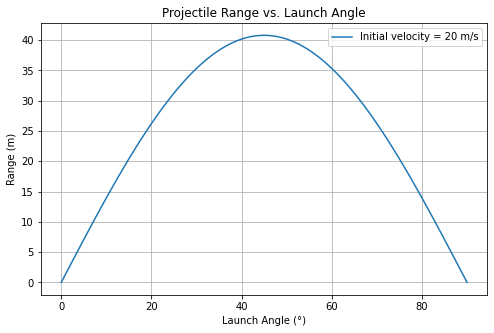 Projectile Range vs. Launch Angle
Initial velocity = 20 m/s
40
35
30
25
20
15
10
5
0
Range (m)
0 20 40 60 80
Launch Angle (°)